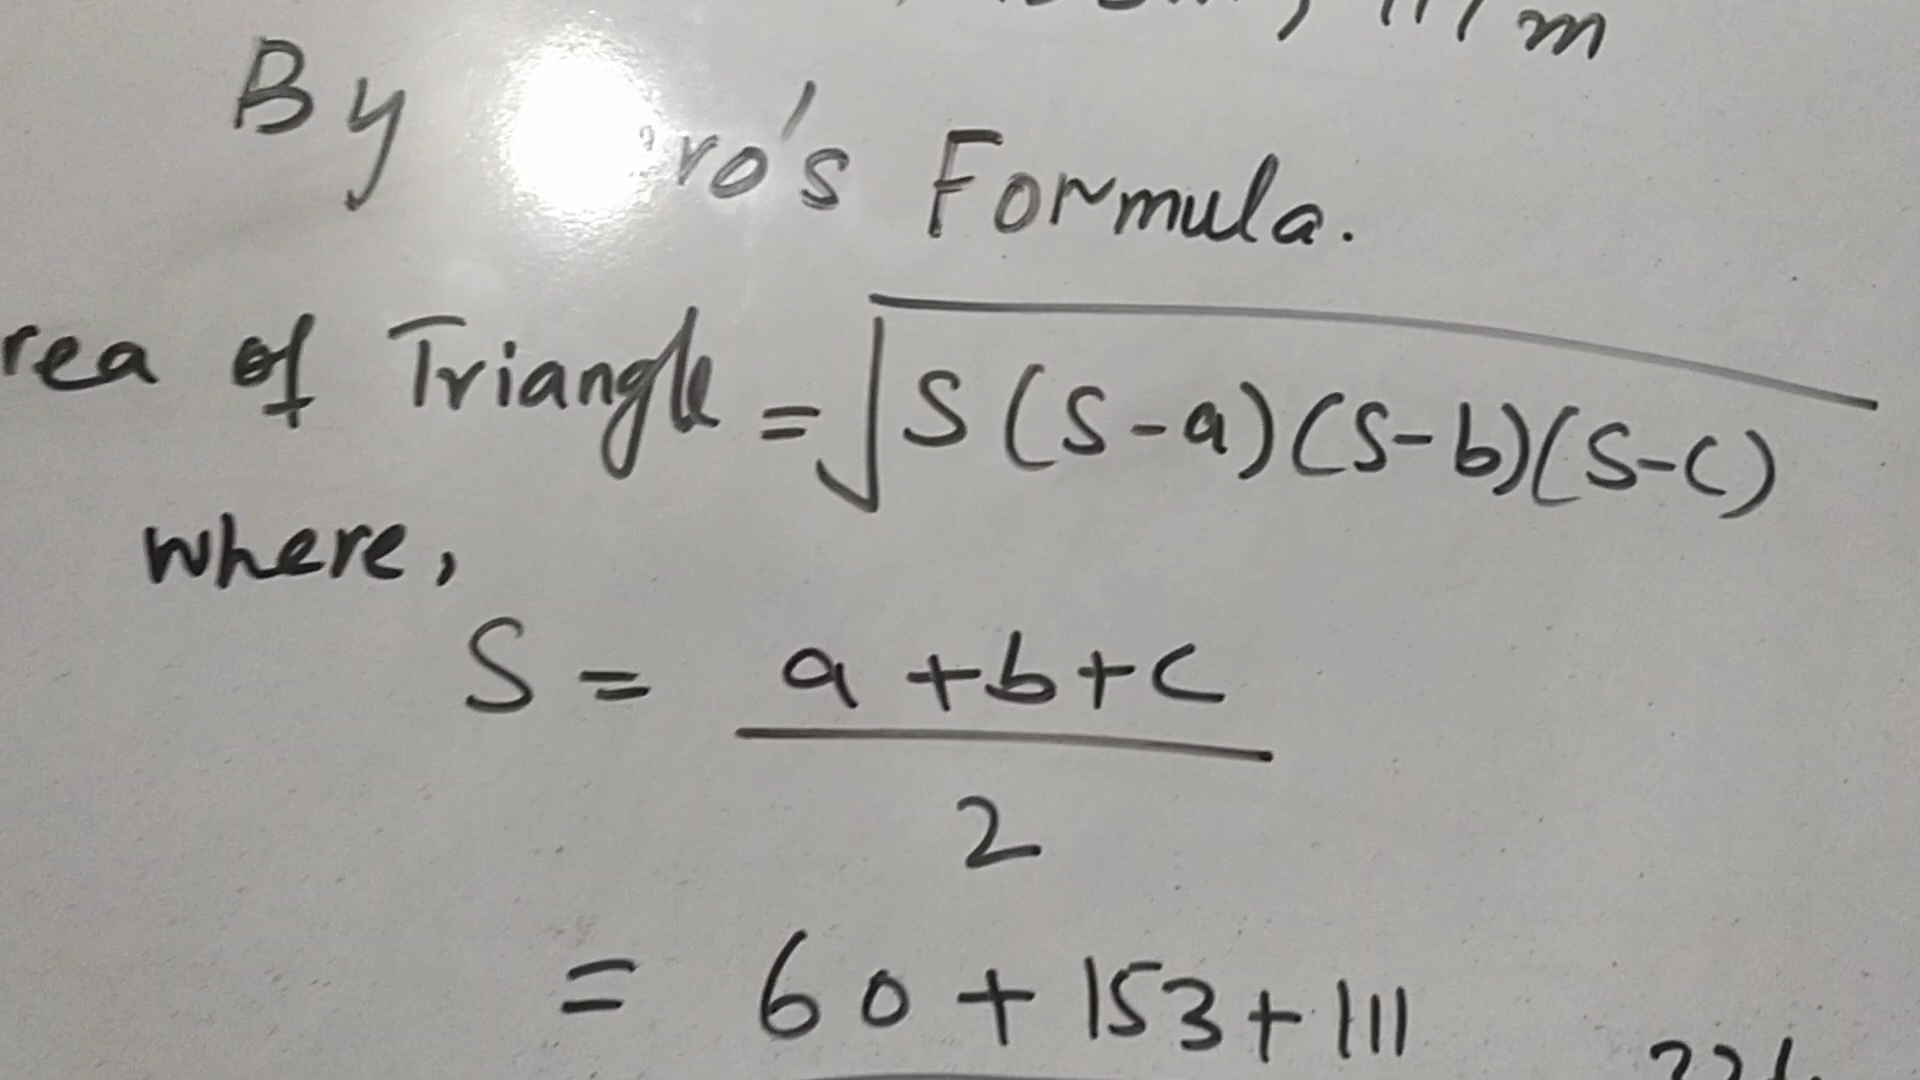 m
By ro's Formula.
rea of Triangle = √S(S-a)(S-b)(S-c)
where,
S = a+b+c
2
= 60+153+111